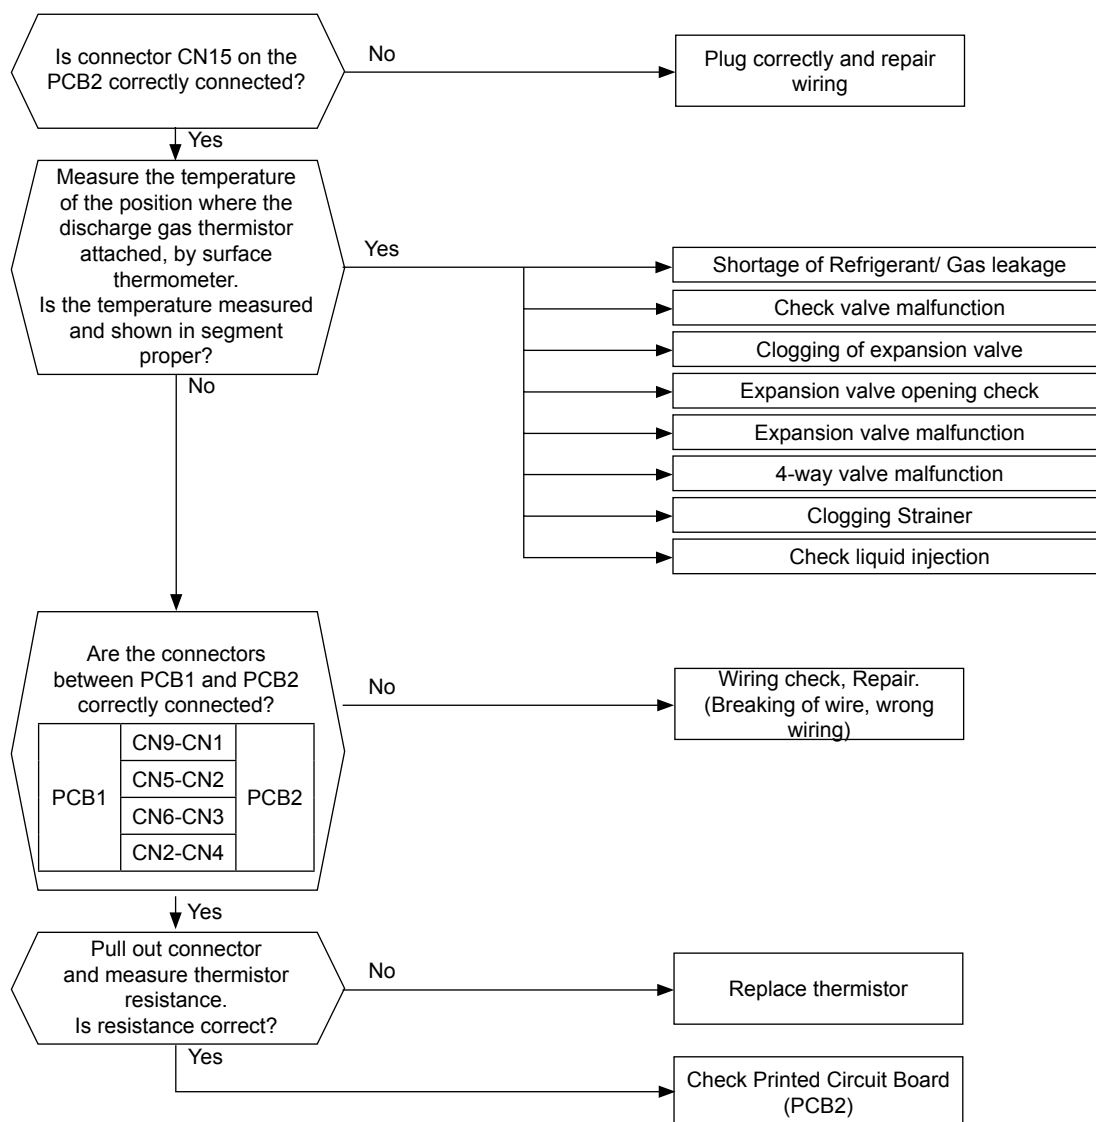 Is connector CN15 on the
PCB2 correctly connected?
No
Plug correctly and repair
wiring
Yes
Measure the temperature
of the position where the
discharge gas thermistor
attached, by surface
thermometer.
Is the temperature measured
and shown in segment
proper?
Yes
Shortage of Refrigerant/ Gas leakage
Check valve malfunction
Clogging of expansion valve
Expansion valve opening check
Expansion valve malfunction
4-way valve malfunction
Clogging Strainer
Check liquid injection
No
Are the connectors
between PCB1 and PCB2
correctly connected?
PCB1
CN9-CN1
CN5-CN2
CN6-CN3
CN2-CN4
PCB2
No
Wiring check, Repair.
(Breaking of wire, wrong
wiring)
Yes
Pull out connector
and measure thermistor
resistance.
Is resistance correct?
No
Replace thermistor
Yes
Check Printed Circuit Board
(PCB2)